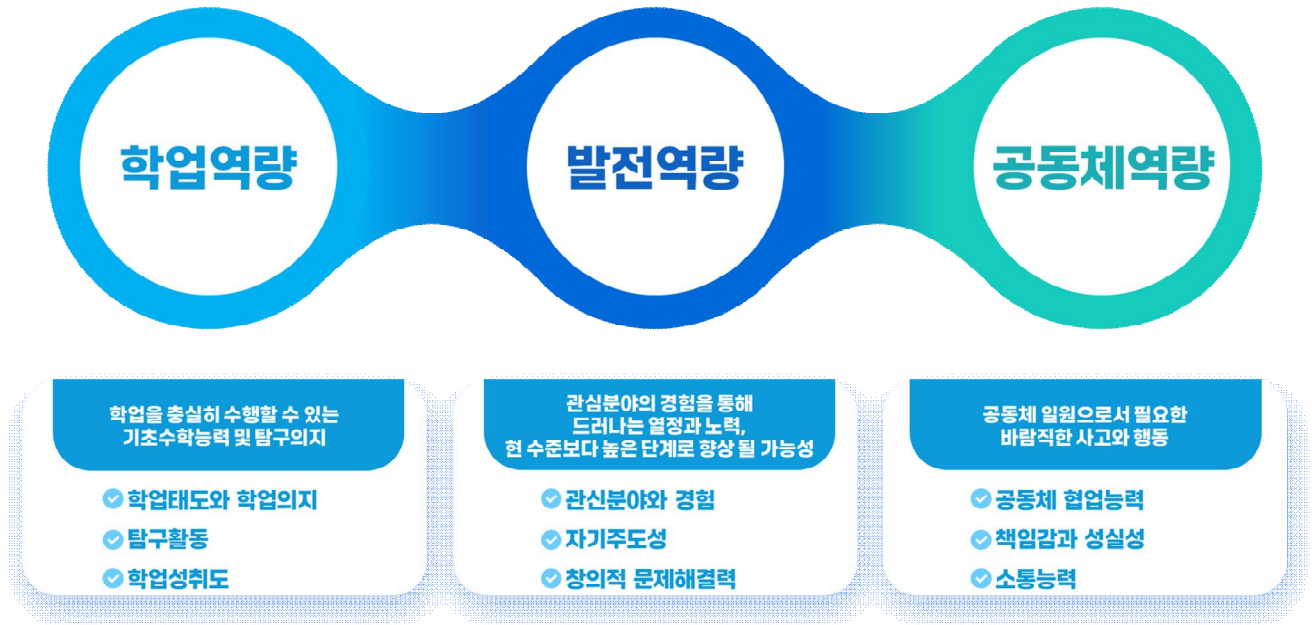 학업역량
발전역량
공동체역량
학업을 충실히 수행할 수 있는
기초수학능력 및 탐구의지
학업태도와 학업의지
탐구활동
학업성취도
관심분야의 경험을 통해
드러나는 열정과 노력,
현 수준보다 높은 단계로 향상 될 가능성
관신분야와 경험
자기주도성
창의적 문제해결력
공동체 일원으로서 필요한
바람직한 사고와 행동
공동체 협업능력
책임감과 성실성
소통능력